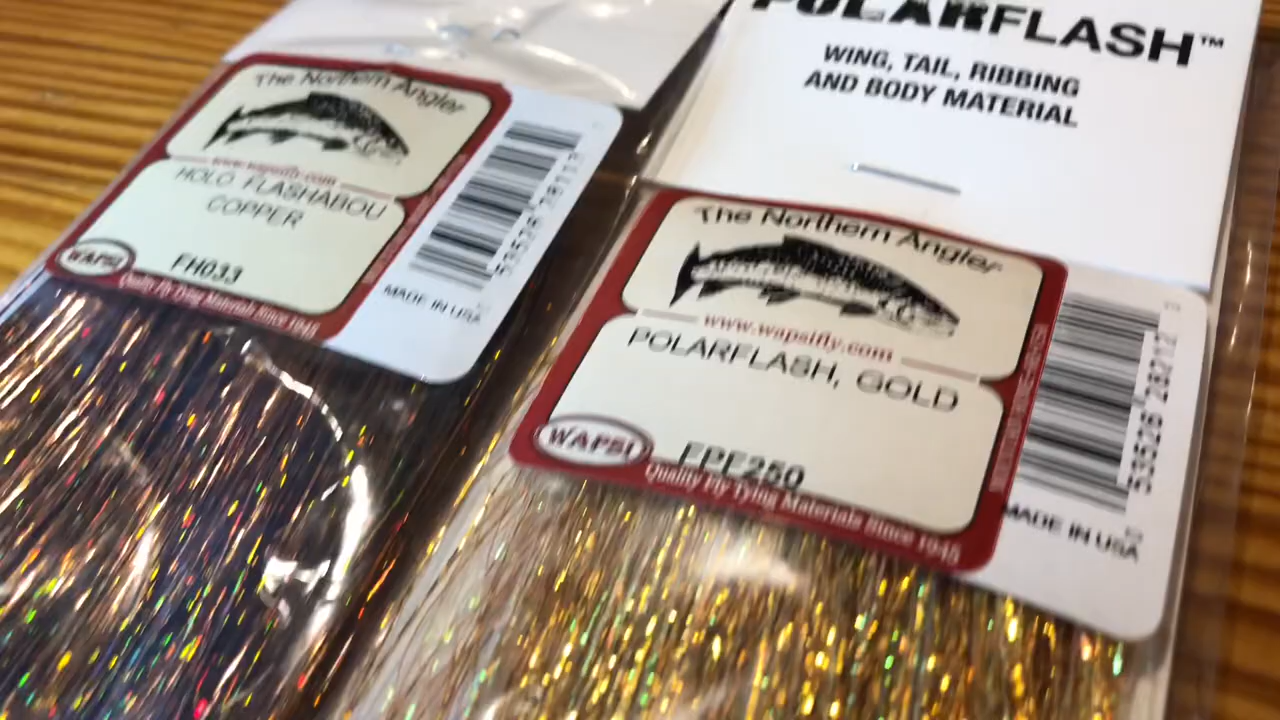 The Northern Angler
www.wapsifly.com
HOLO FLASHABOU
COPPER
WAPSI
FH033
Quality Fly Tying Materials Since 1945
MADE IN USA
POLARFLASH™
WING, TAIL, RIBBING
AND BODY MATERIAL
The Northern Angler
www.wapsifly.com
POLARFLASH, GOLD
WAPSI
FPF250
Quality Fly Tying Materials Since 1945
MADE IN USA